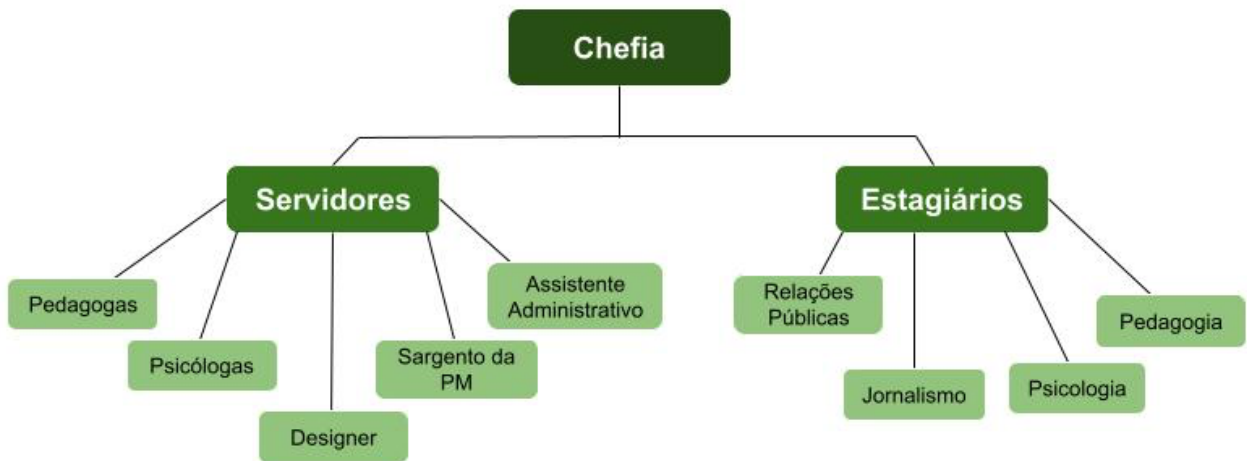 Chefia
Servidores
Estagiários
Pedagogas
Psicólogas
Designer
Sargento da
PM
Assistente
Administrativo
Relações
Públicas
Jornalismo
Psicologia
Pedagogia